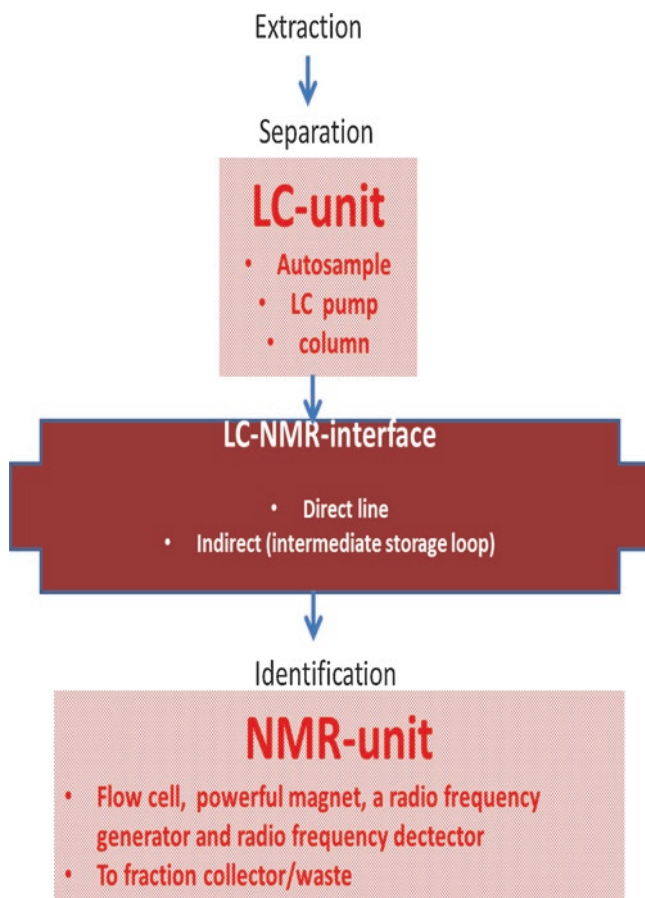 Extraction
Separation
LC-unit
• Autosample
• LC pump
• column
LC-NMR-interface
• Direct line
• Indirect (intermediate storage loop)
Identification
NMR-unit
• Flow cell, powerful magnet, a radio frequency
generator and radio frequency dectector
• To fraction collector/waste